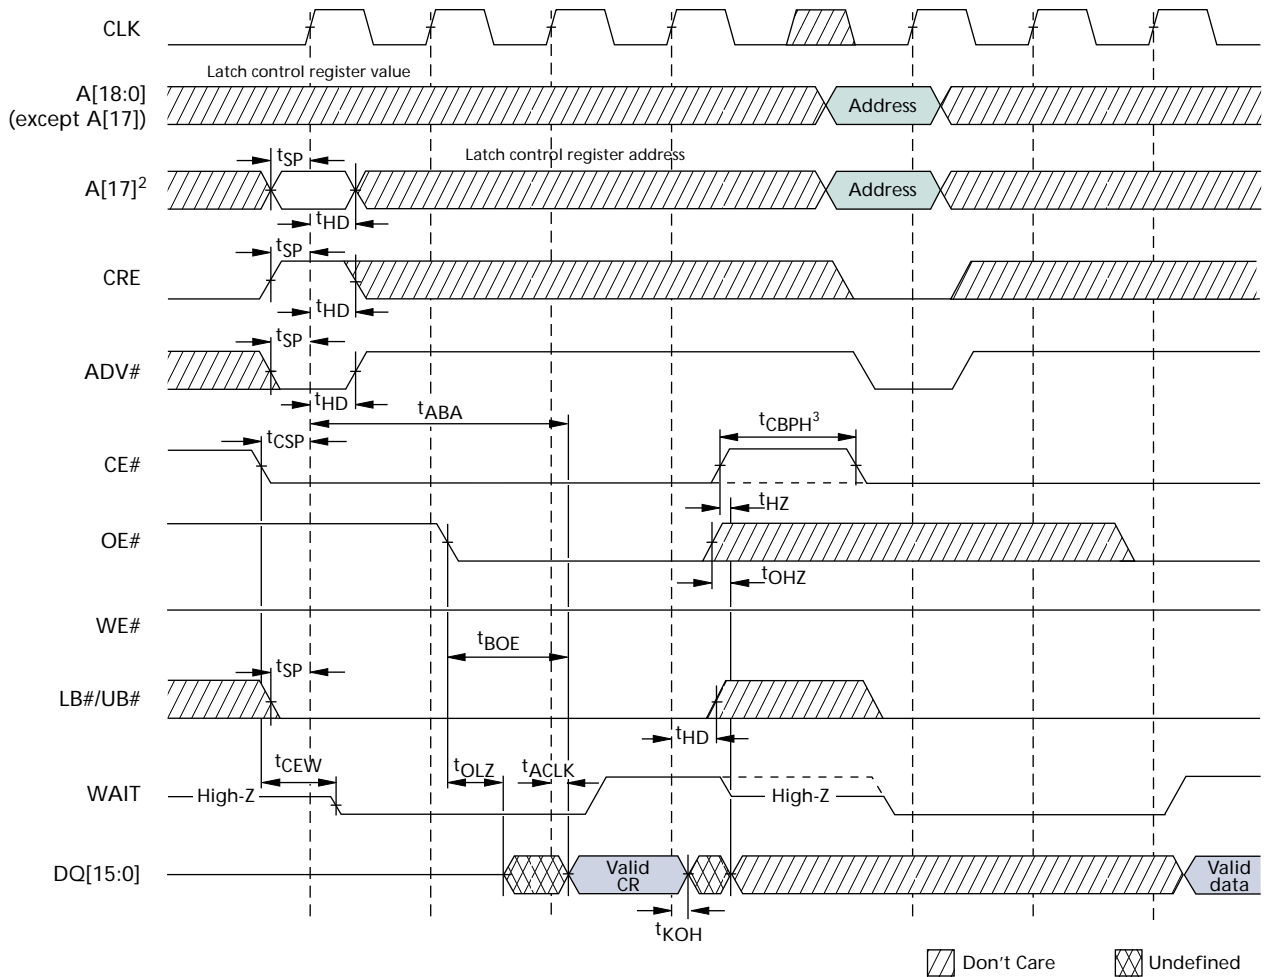 CLK
Latch control register value
A[18:0]
(except A[17])
Address
tSP
Latch control register address
A[17]2
Address
tHD
tSP
CRE
tHD
tSP
ADV#
tHD
tABA
tCSP
tCBPH3
CE#
tHZ
OE#
tOHZ
WE#
tBOE
tSP
LB#/UB#
tHD
tCEW
tOLZ
tACLK
WAIT
High-Z
High-Z
DQ[15:0]
Valid
CR
Valid
data
tKOH
Don't Care
Undefined